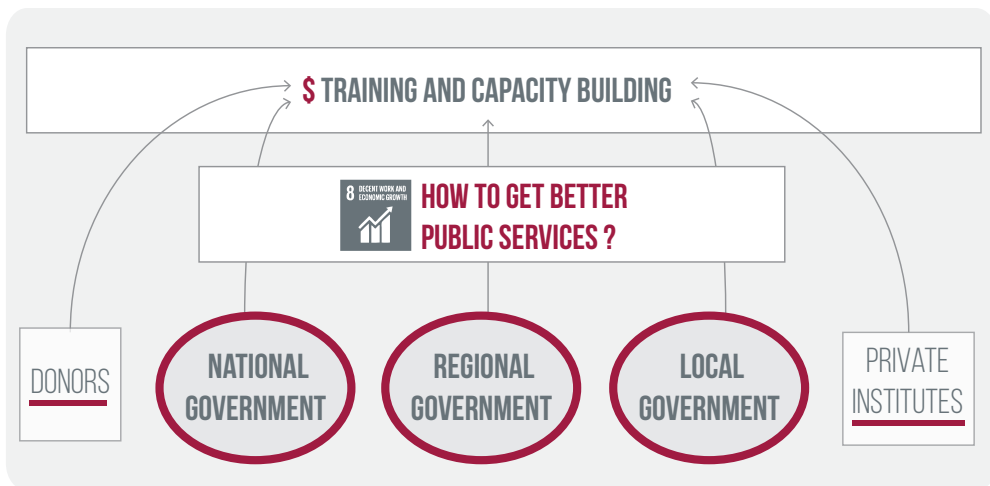 $ TRAINING AND CAPACITY BUILDING
8 DECENT WORK AND
ECONOMIC GROWTH
HOW TO GET BETTER
PUBLIC SERVICES ?
DONORS
NATIONAL
GOVERNMENT
REGIONAL
GOVERNMENT
LOCAL
GOVERNMENT
PRIVATE
INSTITUTES